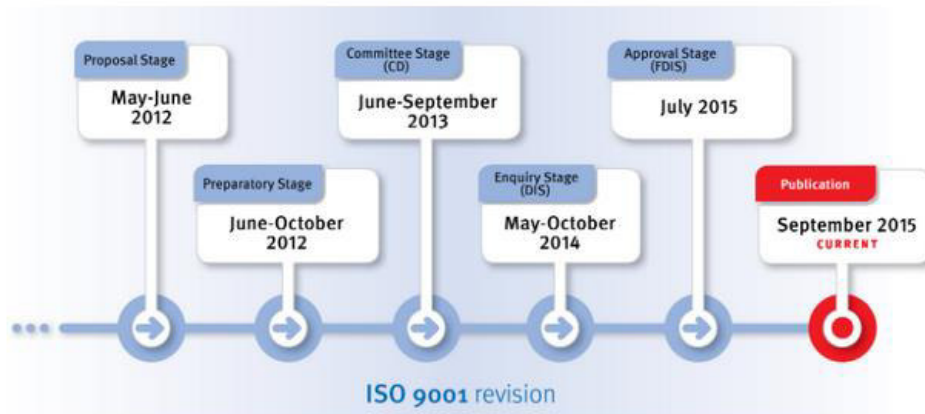 Proposal Stage
May-June
2012
Preparatory Stage
June-October
2012
Committee Stage
(CD)
June-September
2013
Enquiry Stage
(DIS)
May-October
2014
Approval Stage
(FDIS)
July 2015
Publication
September 2015
CURRENT
ISO 9001 revision